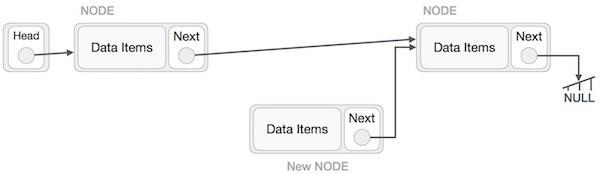 NODE
NODE
Head
Data Items
Next
Data Items
Next
NULL
Data Items
Next
New NODE